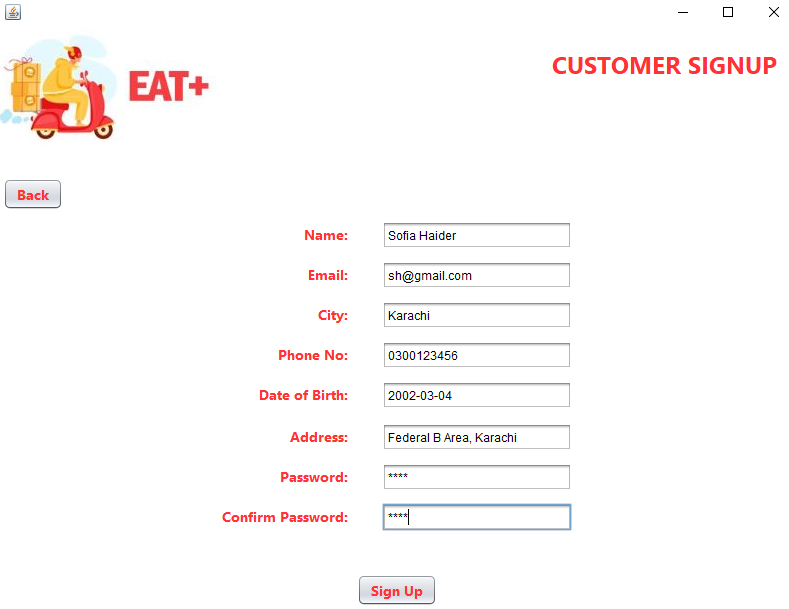 EAT+
CUSTOMER SIGNUP
Back
Name: Sofia Haider
Email: sh@gmail.com
City: Karachi
Phone No: 0300123456
Date of Birth: 2002-03-04
Address: Federal B Area, Karachi
Password: ****
Confirm Password: ****
Sign Up